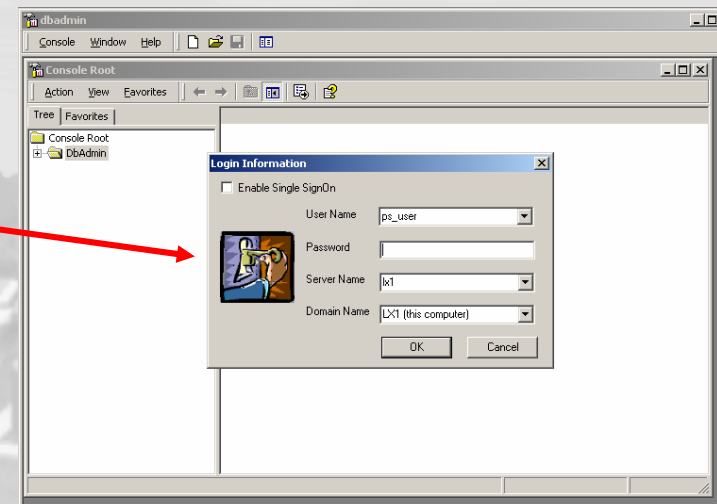 dbadmin
Console Window Help
Console Root
Action View Favorites
Tree Favorites
Console Root
DbAdmin
Login Information
Enable Single SignOn
User Name ps_user
Password
Server Name lx1
Domain Name LX1 (this computer)
OK Cancel